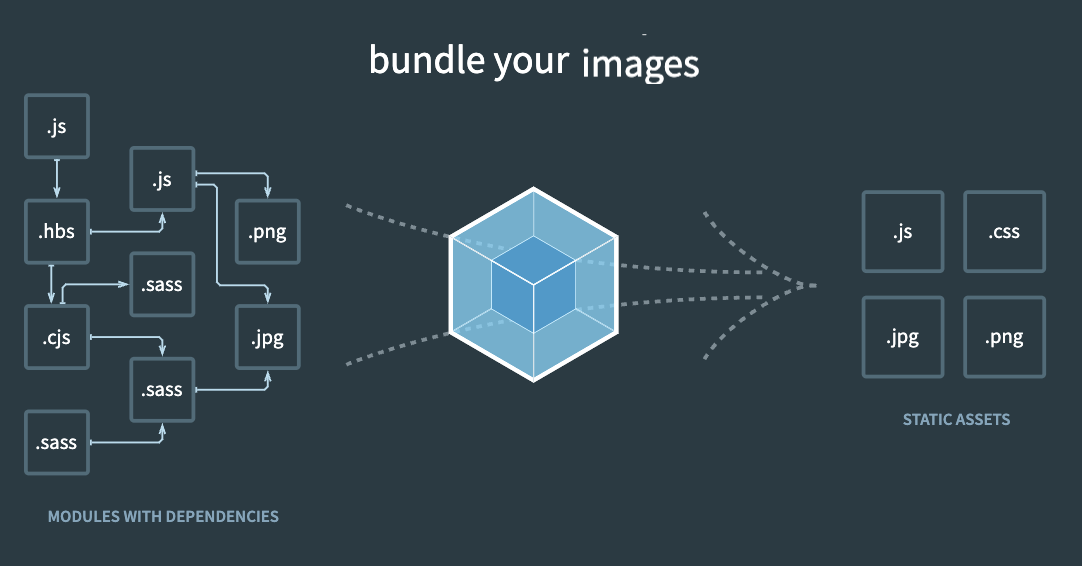 bundle your images
.js
.js
.hbs
.png
.sass
.cjs
.jpg
.sass
.sass
MODULES WITH DEPENDENCIES
.js
.css
.jpg
.png
STATIC ASSETS